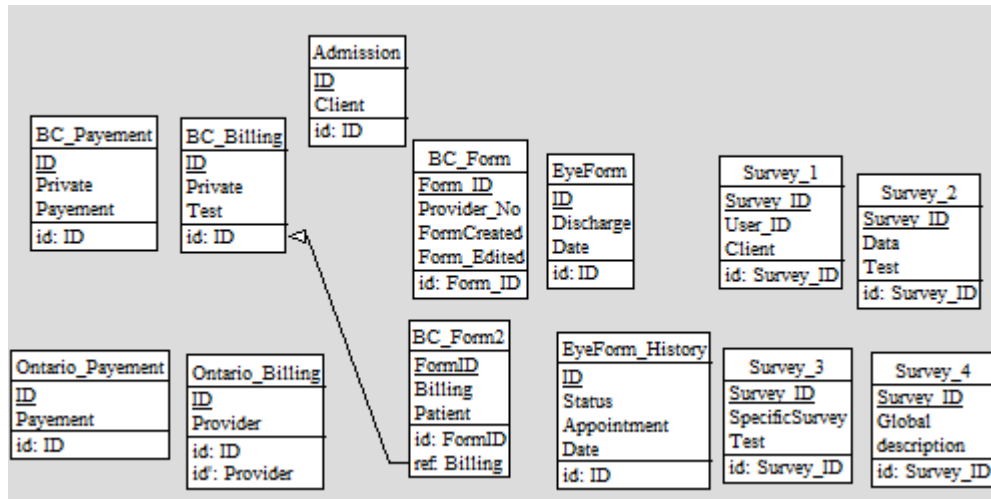 Admission
ID
Client
id: ID
BC_Payement
ID
Private
Payement
id: ID
BC_Billing
ID
Private
Test
id: ID
BC_Form
Form_ID
Provider_No
FormCreated
Form_Edited
id: Form_ID
EyeForm
ID
Discharge
Date
id: ID
Survey_1
Survey_ID
User_ID
Client
id: Survey_ID
Survey_2
Survey_ID
Data
Test
id: Survey_ID
Ontario_Payement
ID
Payement
id: ID
Ontario_Billing
ID
Provider
id: ID
id': Provider
BC_Form2
FormID
Billing
Patient
id: FormID
ref: Billing
EyeForm_History
ID
Status
Appointment
Date
id: ID
Survey_3
Survey_ID
SpecificSurvey
Test
id: Survey_ID
Survey_4
Survey_ID
Global
description
id: Survey_ID